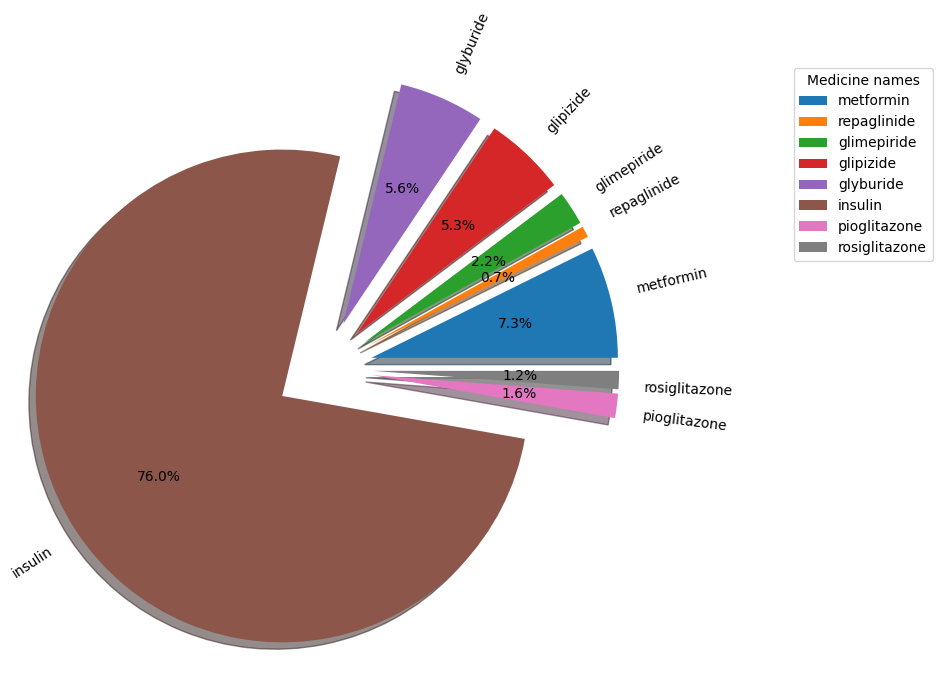 glyburide
glipizide
glimepiride
repaglinide
metformin
rosiglitazone
pioglitazone
insulin
5.6%
5.3%
2.2%
0.7%
7.3%
1.2%
1.6%
76.0%
Medicine names
metformin
repaglinide
glimepiride
glipizide
glyburide
insulin
pioglitazone
rosiglitazone